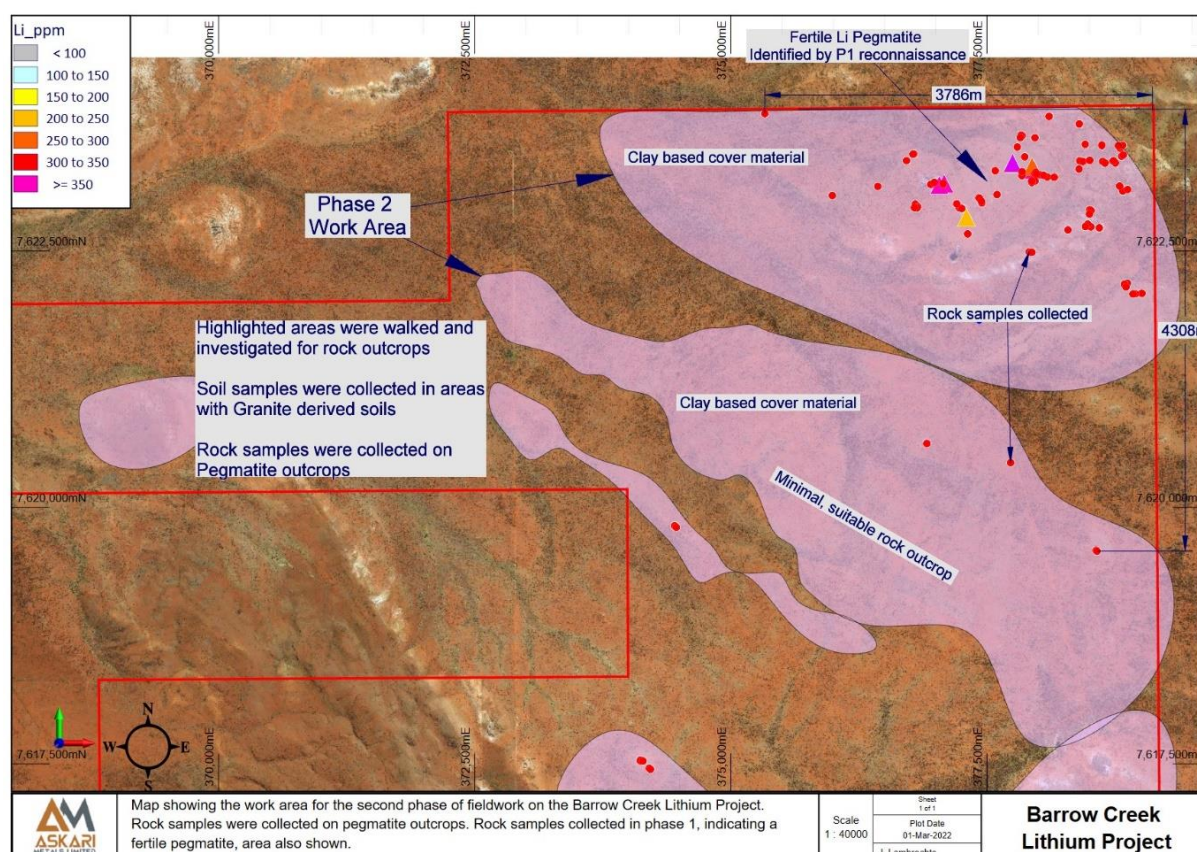 Li_ppm
< 100
100 to 150
150 to 200
200 to 250
250 to 300
300 to 350
>= 350
370,000mE
372,500mE
375,000mE
377,500mE
Fertile Li Pegmatite
Identified by P1 reconnaissance
3786m
Clay based cover material
Phase 2
Work Area
7,622,500mN
7,622,500mN
Rock samples collected
4308m
Highlighted areas were walked and
investigated for rock outcrops
Soil samples were collected in areas
with Granite derived soils
Rock samples were collected on
Pegmatite outcrops
Clay based cover material
Minimal, suitable rock outcrop
7,620,000mN
7,620,000mN
N
W
E
S
370,000mE
372,500mE
375,000mE
377,500mE
7,617,500mN
7,617,500mN
AM
ASKARI
METALS LIMITED
Map showing the work area for the second phase of fieldwork on the Barrow Creek Lithium Project.
Rock samples were collected on pegmatite outcrops. Rock samples collected in phase 1, indicating a
fertile pegmatite, area also shown.
Scale
1 : 40000
Sheet
1 of 1
Plot Date
01-Mar-2022
Barrow Creek
Lithium Project